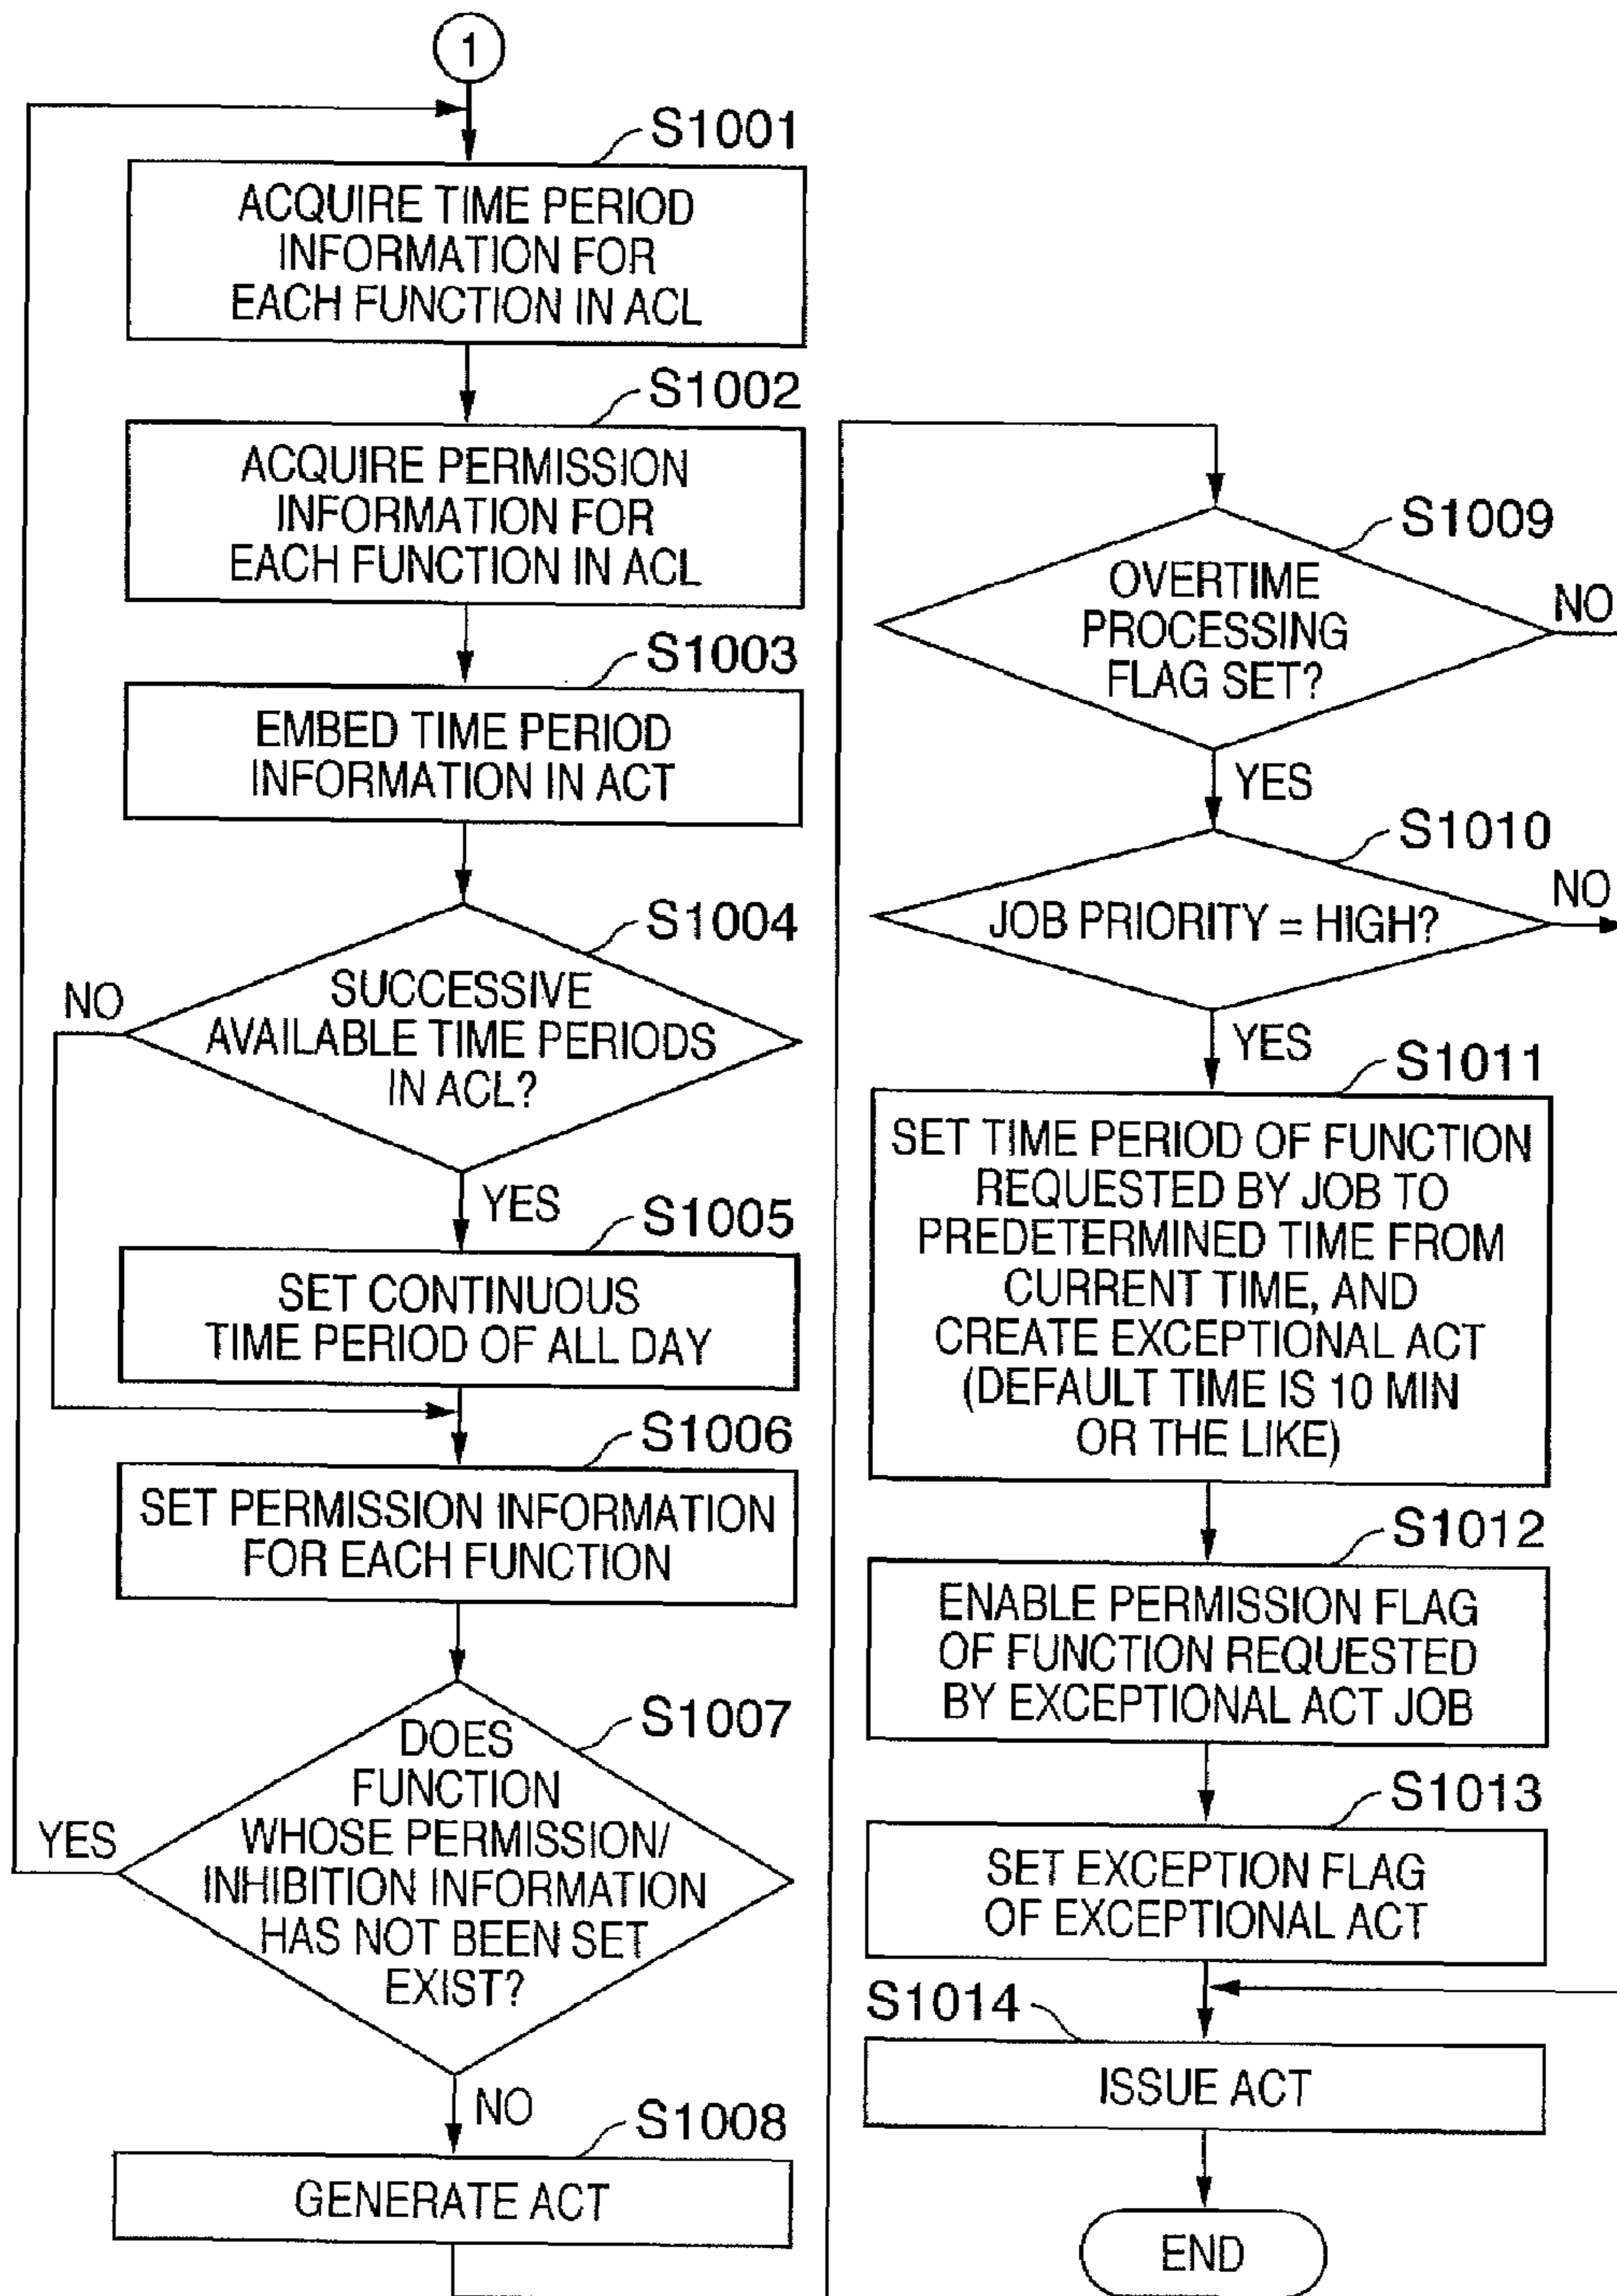 1
S1001
ACQUIRE TIME PERIOD
INFORMATION FOR
EACH FUNCTION IN ACL
S1002
ACQUIRE PERMISSION
INFORMATION FOR
EACH FUNCTION IN ACL
S1003
EMBED TIME PERIOD
INFORMATION IN ACT
S1004
SUCCESSIVE
AVAILABLE TIME PERIODS
IN ACL?
NO
YES
S1005
SET CONTINUOUS
TIME PERIOD OF ALL DAY
S1006
SET PERMISSION INFORMATION
FOR EACH FUNCTION
S1007
DOES
FUNCTION
WHOSE PERMISSION/
INHIBITION INFORMATION
HAS NOT BEEN SET
EXIST?
YES
NO
S1008
GENERATE ACT
S1009
OVERTIME
PROCESSING
FLAG SET?
NO
YES
S1010
JOB PRIORITY = HIGH?
NO
YES
S1011
SET TIME PERIOD OF FUNCTION
REQUESTED BY JOB TO
PREDETERMINED TIME FROM
CURRENT TIME, AND
CREATE EXCEPTIONAL ACT
(DEFAULT TIME IS 10 MIN
OR THE LIKE)
S1012
ENABLE PERMISSION FLAG
OF FUNCTION REQUESTED
BY EXCEPTIONAL ACT JOB
S1013
SET EXCEPTION FLAG
OF EXCEPTIONAL ACT
S1014
ISSUE ACT
END